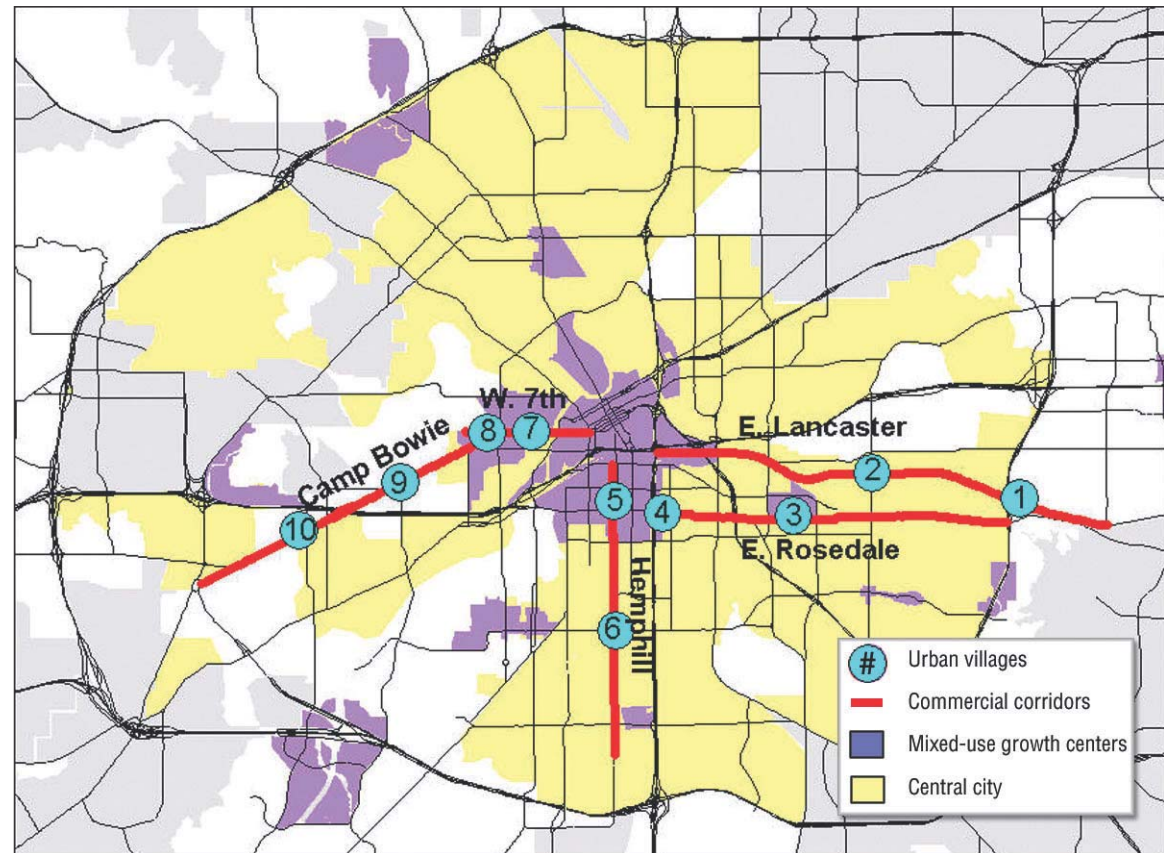 W. 7th
8
7
Camp Bowie
9
10
E. Lancaster
2
1
5
4
3
E. Rosedale
Hemphill
6
# Urban villages
Commercial corridors
Mixed-use growth centers
Central city